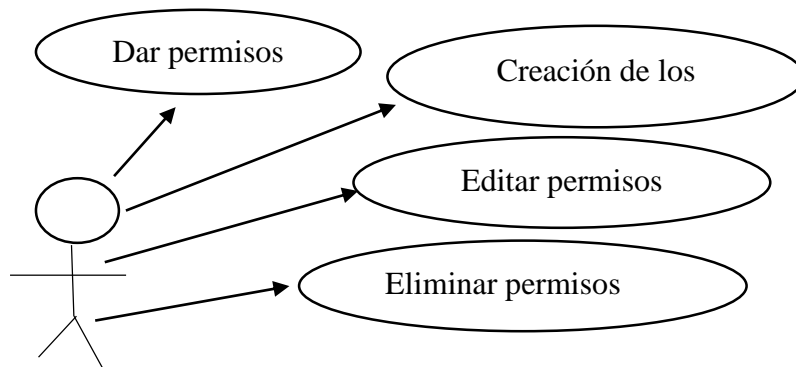 Dar permisos
Creación de los
Editar permisos
Eliminar permisos